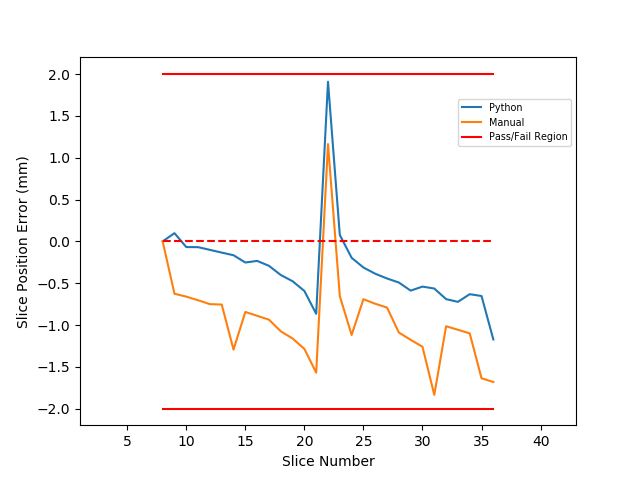 2.0
1.5
1.0
0.5
0.0
−0.5
−1.0
−1.5
−2.0
Slice Position Error (mm)
Python
Manual
Pass/Fail Region
5 10 15 20 25 30 35 40
Slice Number